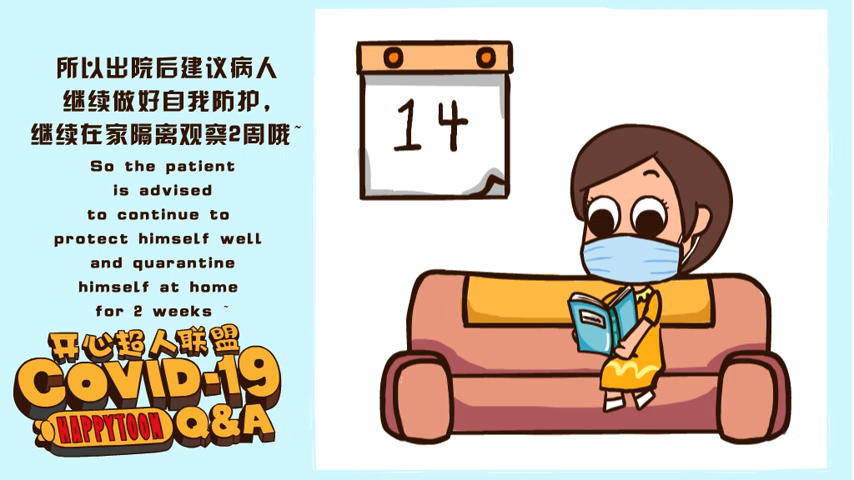 所以出院后建议病人
继续做好自我防护，
继续在家隔离观察2周哦~
So the patient
is advised
to continue to
protect himself well
and quarantine
himself at home
for 2 weeks ~
开心超人联盟
COVID-19
HAPPYTOON Q&A
14